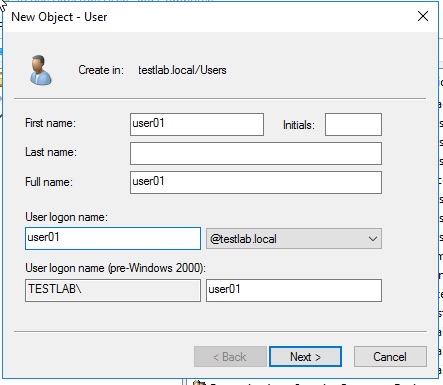 New Object - User
Create in: testlab.local/Users
First name: user01 Initials:
Last name:
Full name: user01
User logon name:
user01 @testlab.local
User logon name (pre-Windows 2000):
TESTLAB\ user01
< Back Next > Cancel